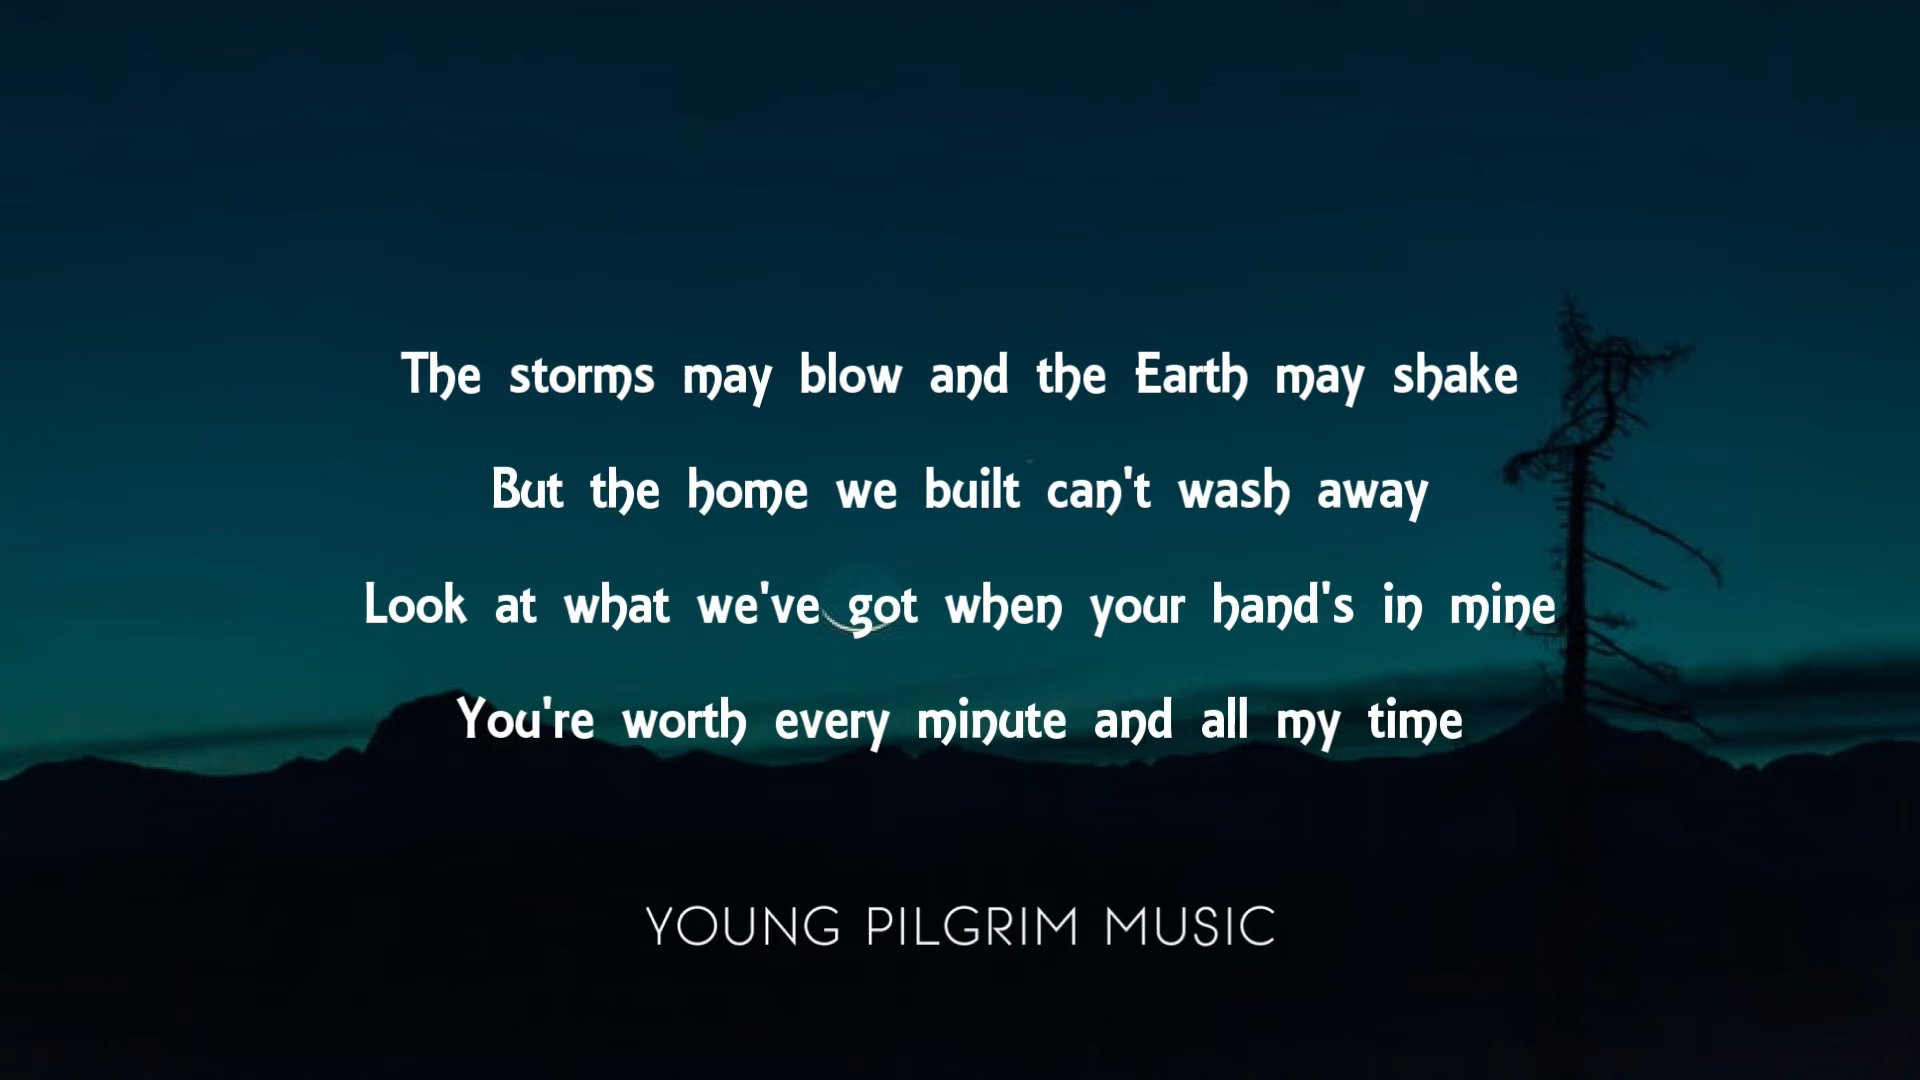 The storms may blow and the Earth may shake
But the home we built can't wash away
Look at what we've got when your hand's in mine
You're worth every minute and all my time
YOUNG PILGRIM MUSIC